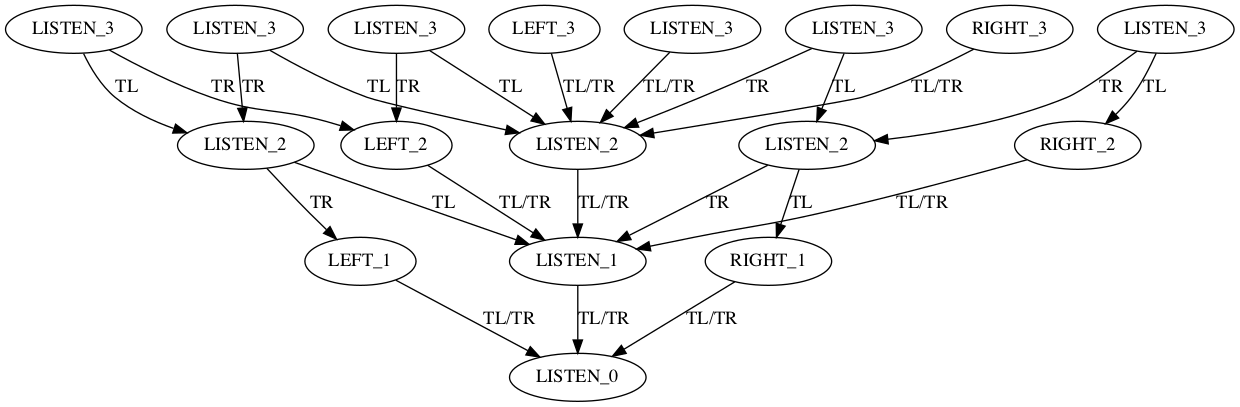 LISTEN_3 LISTEN_3 LISTEN_3 LEFT_3 LISTEN_3 LISTEN_3 RIGHT_3 LISTEN_3
TL TR TR TL TR TL TL/TR TL/TR TR TL TL/TR TR TL
LISTEN_2 LEFT_2 LISTEN_2 LISTEN_2 RIGHT_2
TR TL TL/TR TL/TR TR TL TL/TR
LEFT_1 LISTEN_1 RIGHT_1
TL/TR TL/TR TL/TR
LISTEN_0